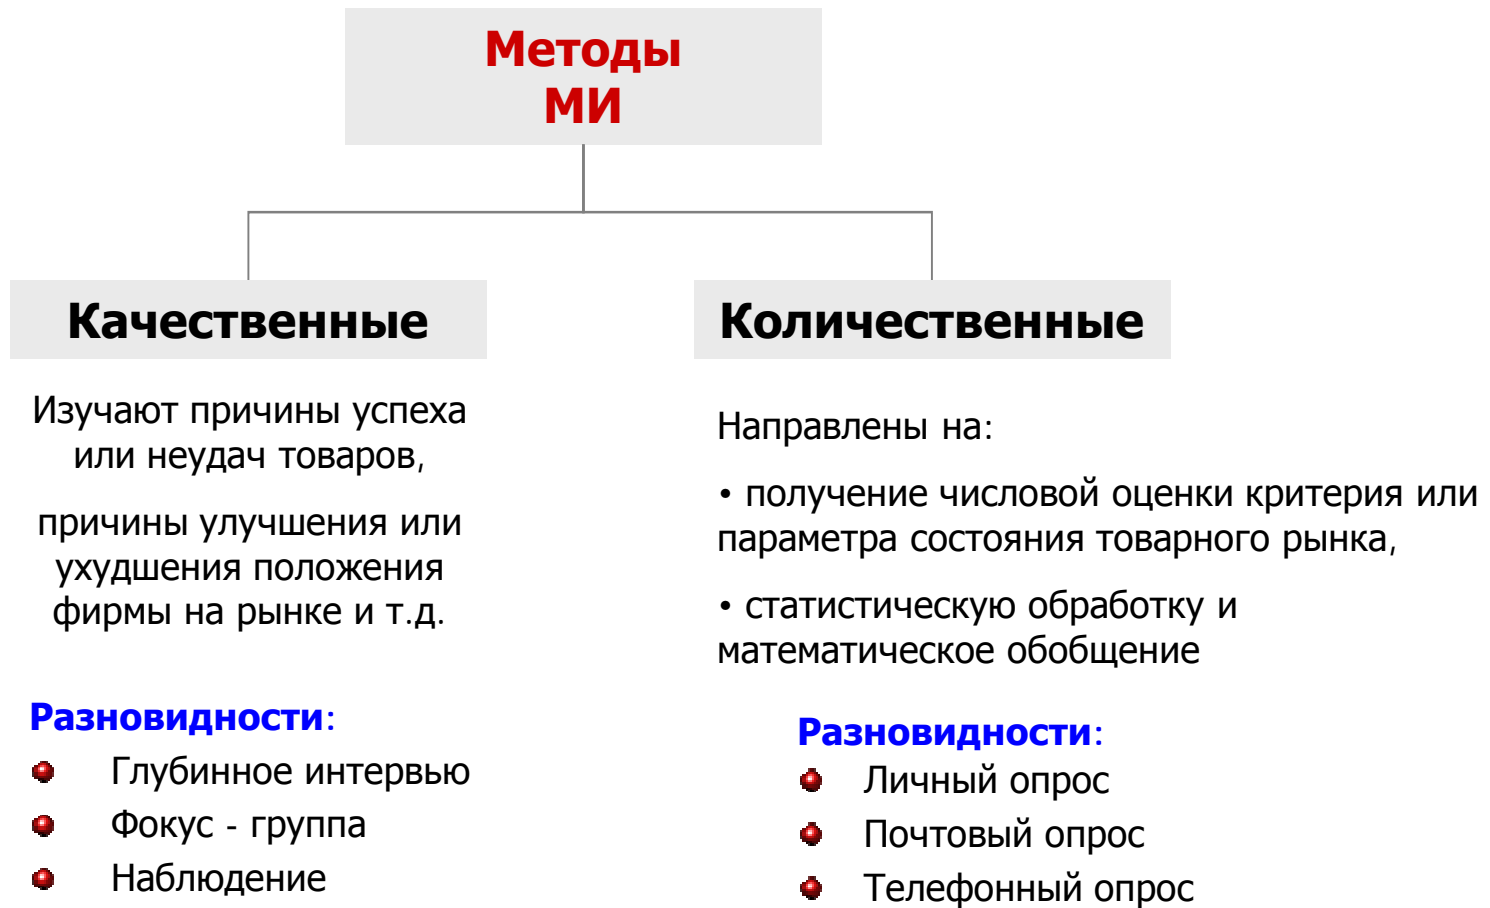 Методы
МИ
Качественные
Изучают причины успеха
или неудач товаров,
причины улучшения или
ухудшения положения
фирмы на рынке и т.д.
Разновидности:
Глубинное интервью
Фокус - группа
Наблюдение
Количественные
Направлены на:
• получение числовой оценки критерия или
параметра состояния товарного рынка,
• статистическую обработку и
математическое обобщение
Разновидности:
Личный опрос
Почтовый опрос
Телефонный опрос